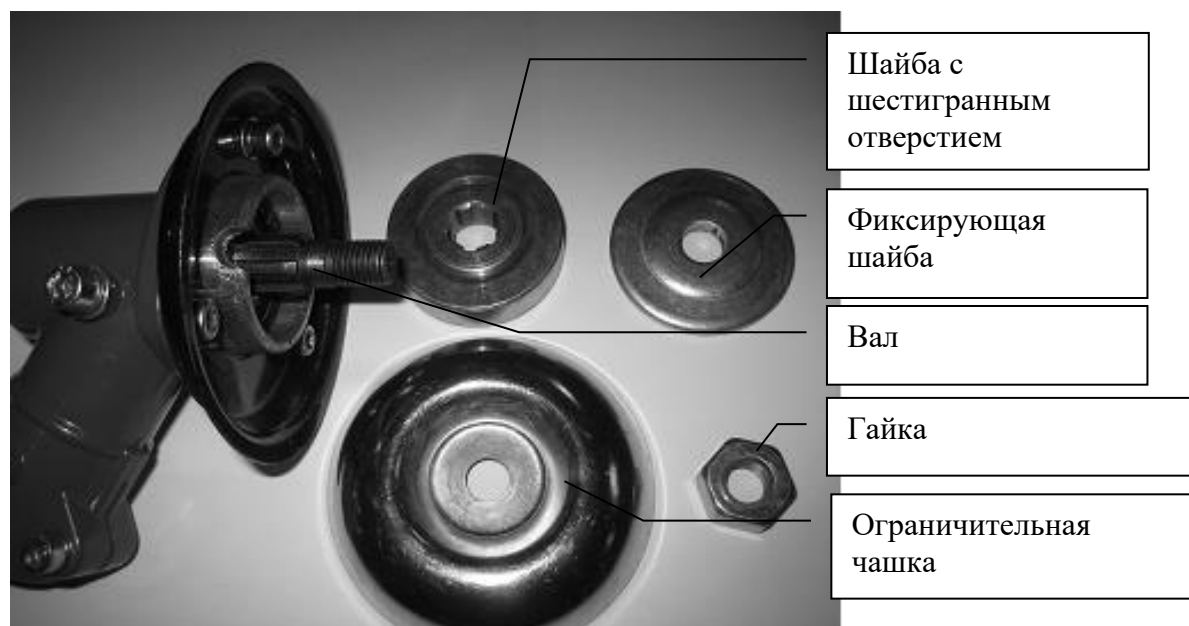 Шайба с
шестигранным
отверстием
Фиксирующая
шайба
Вал
Гайка
Ограничительная
чашка